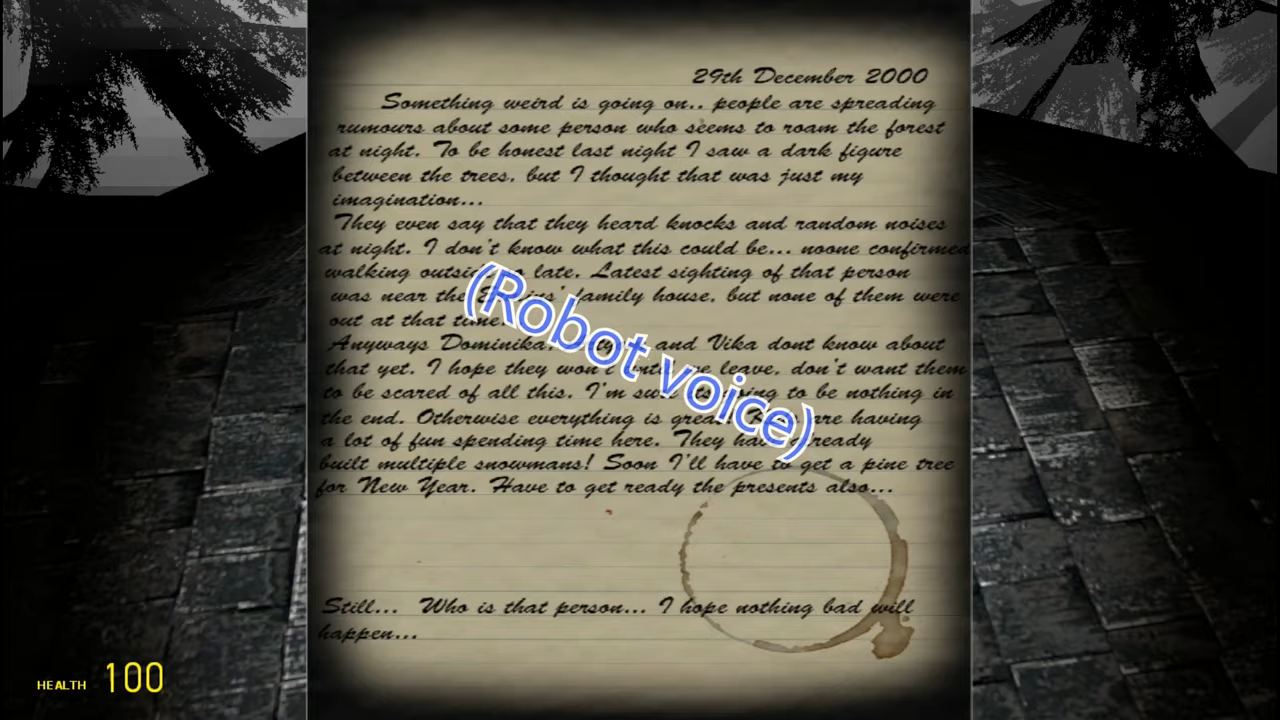 29th December 2000
Something weird is going on.. people are spreading
rumours about some person who seems to roam the forest
at night. To be honest last night I saw a dark figure
between the trees, but I thought that was just my
imagination...
They even say that they heard knocks and random noises
at night. I don't know what this could be... noone confirmed
walking outside so late. Latest sighting of that person
was near the family house, but none of them were
out at that time.
Anyways Dominika, and Vika dont know about
that yet. I hope they won't until we leave, don't want them
to be scared of all this. I'm sure its going to be nothing in
the end. Otherwise everything is great. Kids are having
a lot of fun spending time here. They have already
built multiple snowmans! Soon I'll have to get a pine tree
for New Year. Have to get ready the presents also...
(Robot voice)
Still... Who is that person... I hope nothing bad will
happen...
HEALTH 100